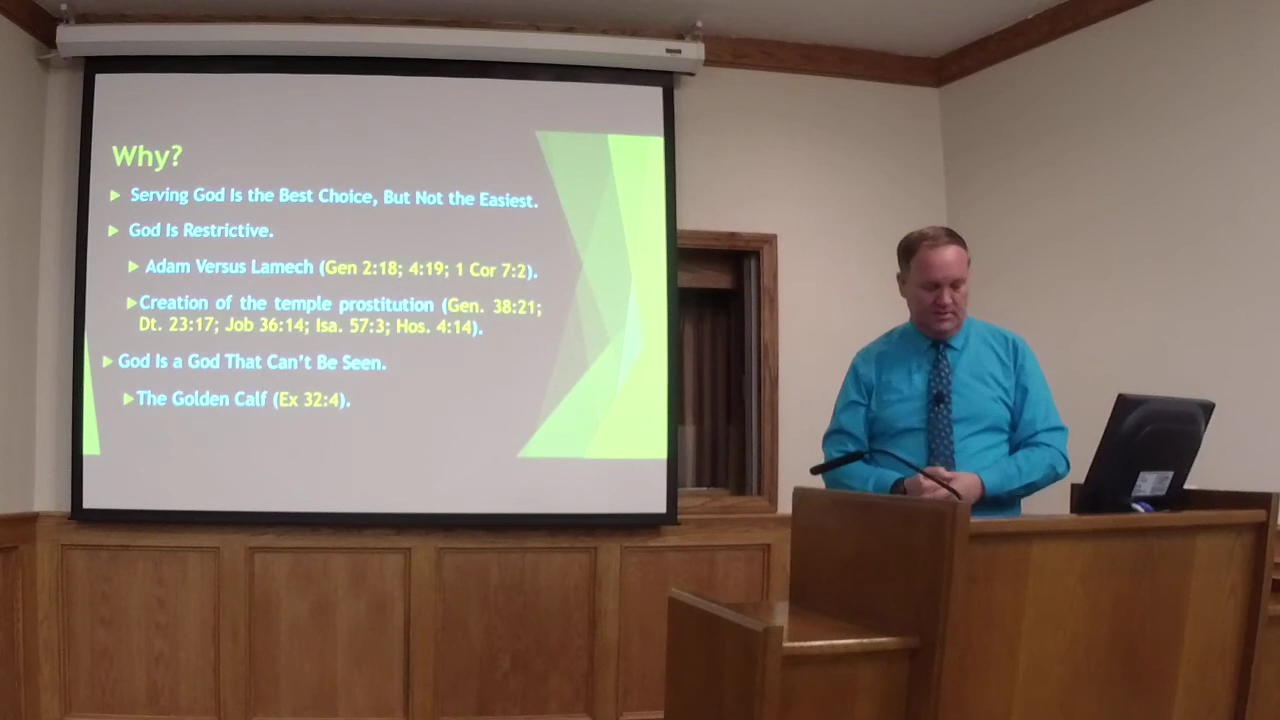 Why?
Serving God Is the Best Choice, But Not the Easiest.
God Is Restrictive.
Adam Versus Lamech (Gen 2:18; 4:19; 1 Cor 7:2).
Creation of the temple prostitution (Gen. 38:21;
Dt. 23:17; Job 36:14; Isa. 57:3; Hos. 4:14).
God Is a God That Can't Be Seen.
The Golden Calf (Ex 32:4).